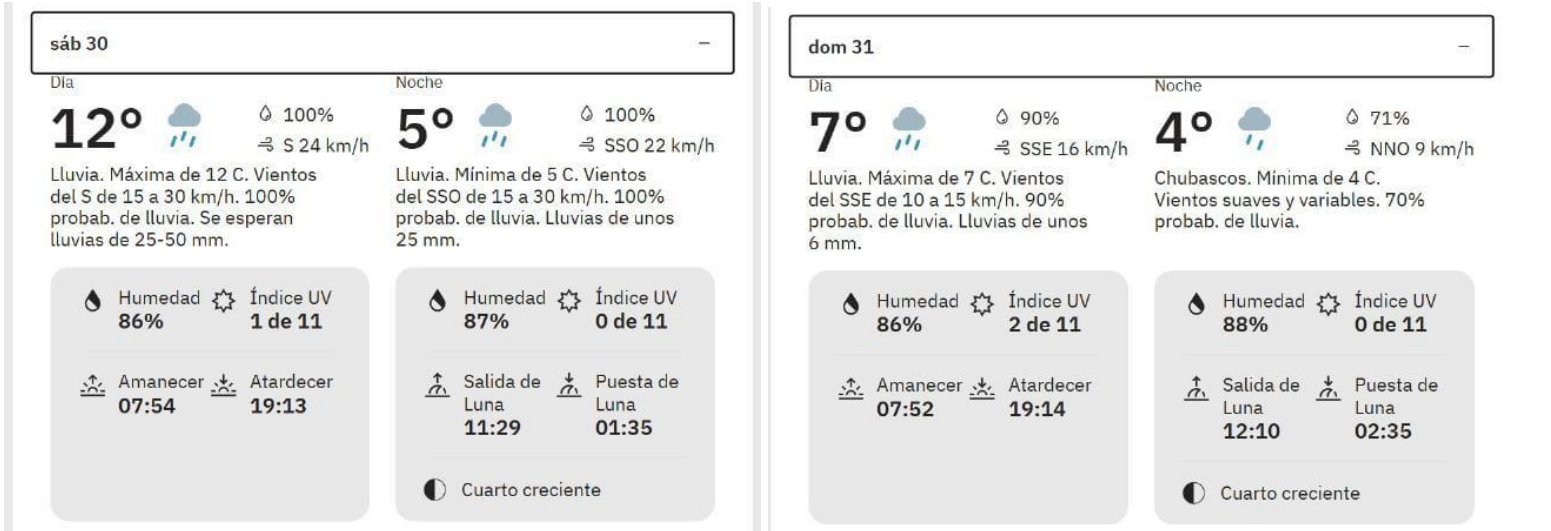 sáb 30
–
Día
12°
100%
S 24 km/h
Lluvia. Máxima de 12 C. Vientos
del S de 15 a 30 km/h. 100%
probab. de lluvia. Se esperan
lluvias de 25-50 mm.
Humedad
86%
Índice UV
1 de 11
Amanecer
07:54
Atardecer
19:13
Noche
5°
100%
SSO 22 km/h
Lluvia. Mínima de 5 C. Vientos
del SSO de 15 a 30 km/h. 100%
probab. de lluvia. Lluvias de unos
25 mm.
Humedad
87%
Índice UV
0 de 11
Salida de
Luna
11:29
Puesta de
Luna
01:35
Cuarto creciente
dom 31
–
Día
7°
90%
SSE 16 km/h
Lluvia. Máxima de 7 C. Vientos
del SSE de 10 a 15 km/h. 90%
probab. de lluvia. Lluvias de unos
6 mm.
Humedad
86%
Índice UV
2 de 11
Amanecer
07:52
Atardecer
19:14
Noche
4°
71%
NNO 9 km/h
Chubascos. Mínima de 4 C.
Vientos suaves y variables. 70%
probab. de lluvia.
Humedad
88%
Índice UV
0 de 11
Salida de
Luna
12:10
Puesta de
Luna
02:35
Cuarto creciente